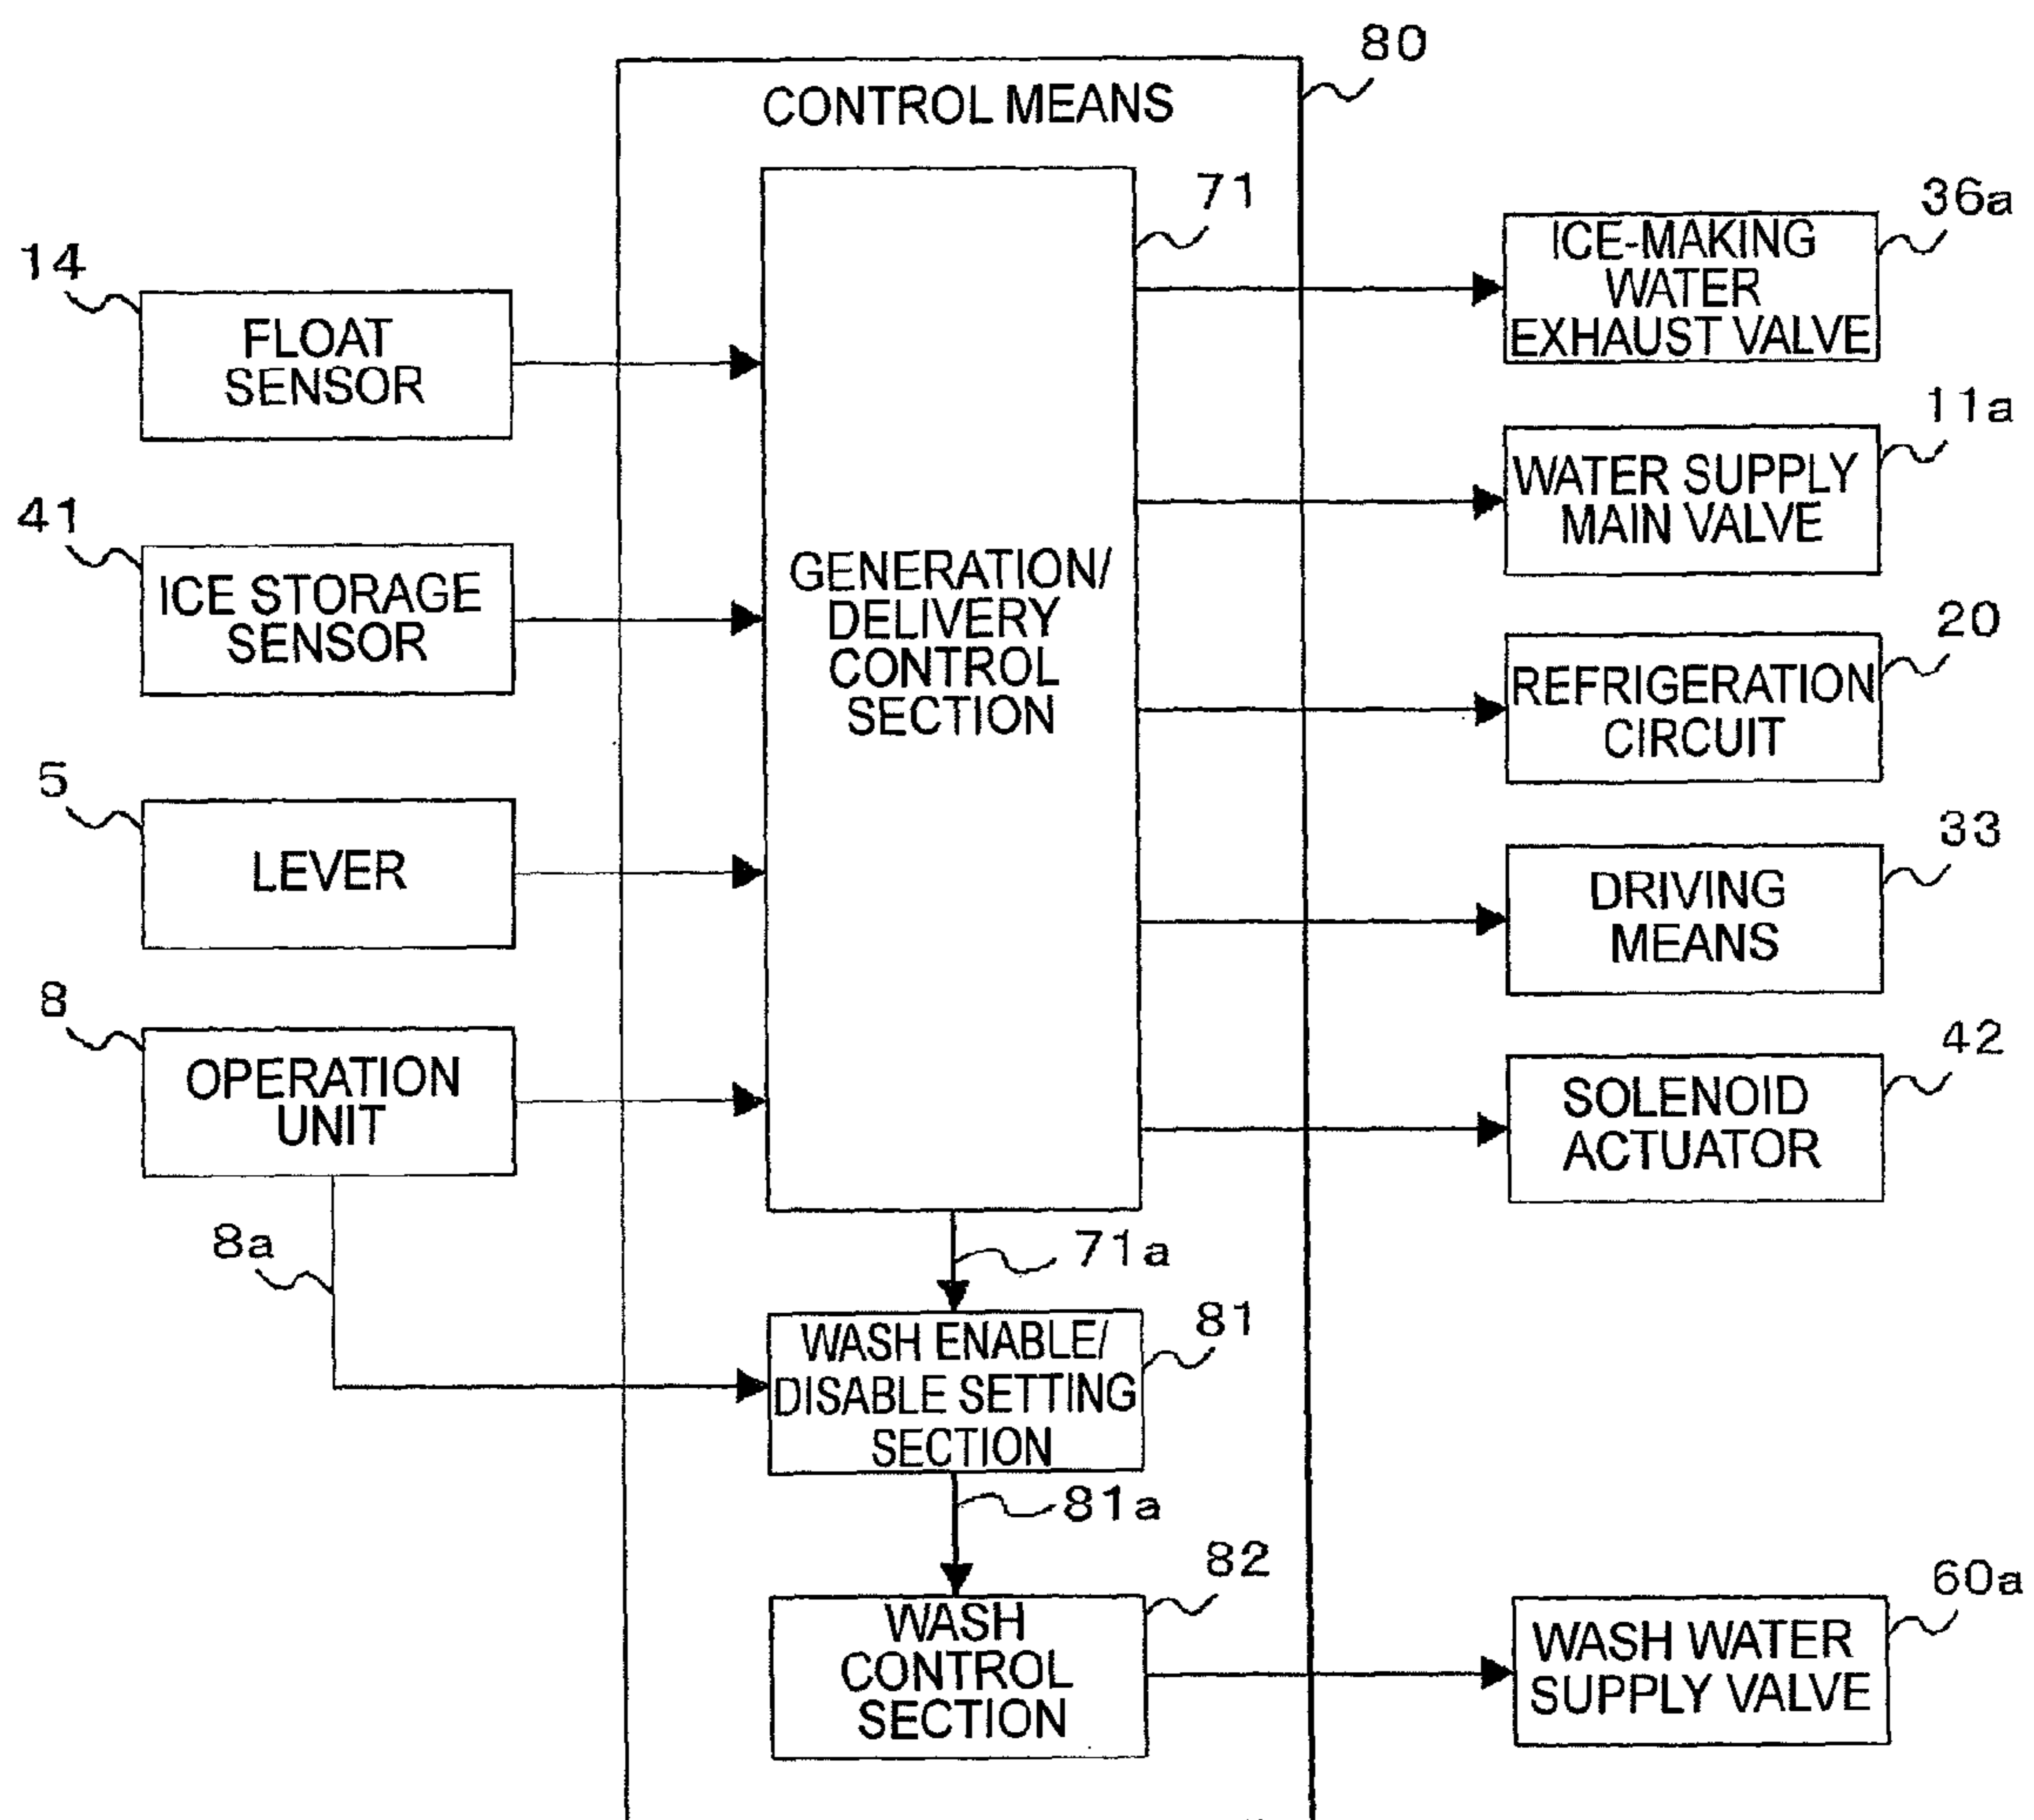 80
CONTROL MEANS
71
36a
ICE-MAKING
WATER
EXHAUST VALVE
14
FLOAT
SENSOR
11a
WATER SUPPLY
MAIN VALVE
41
ICE STORAGE
SENSOR
GENERATION/
DELIVERY
CONTROL
SECTION
20
REFRIGERATION
CIRCUIT
5
LEVER
33
DRIVING
MEANS
8
OPERATION
UNIT
42
SOLENOID
ACTUATOR
8a
71a
81
WASH ENABLE/
DISABLE SETTING
SECTION
81a
82
WASH
CONTROL
SECTION
60a
WASH WATER
SUPPLY VALVE